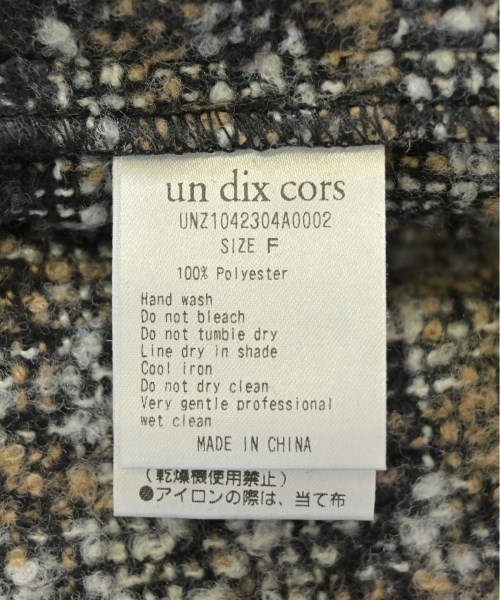 un dix cors
UNZ1042304A0002
SIZE F
100% Polyester
Hand wash
Do not bleach
Do not tumble dry
Line dry in shade
Cool iron
Do not dry clean
Very gentle professional
wet clean
MADE IN CHINA
(乾燥機使用禁止)
●アイロンの際は、当て布